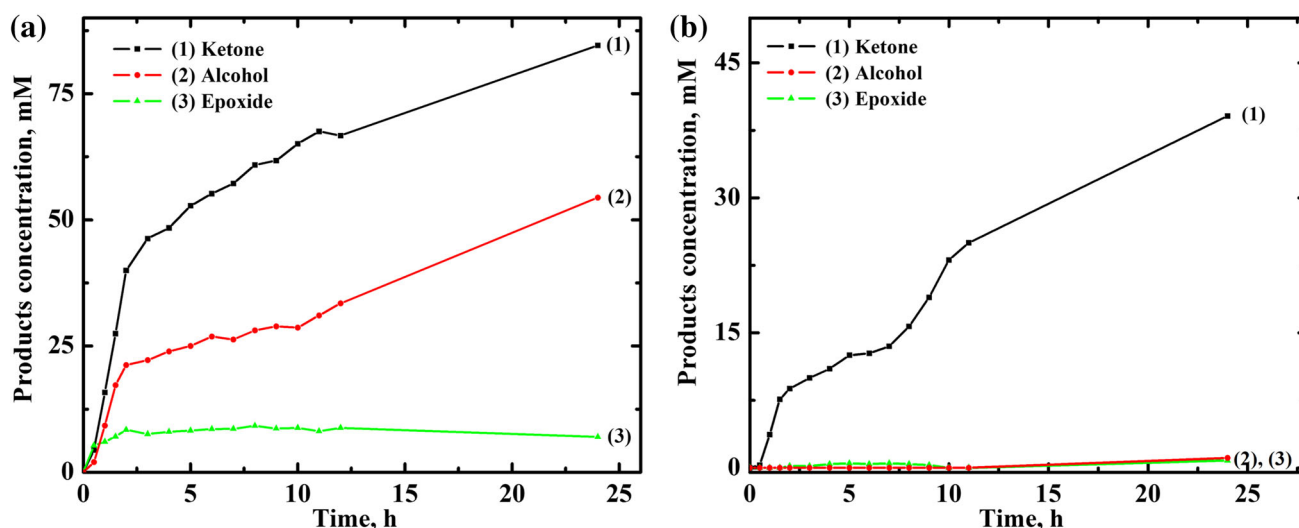 (a)
(1) Ketone
(2) Alcohol
(3) Epoxide
(1)
(2)
(3)
75
50
25
0
Products concentration, mM
0 5 10 15 20 25
Time, h
(b)
(1) Ketone
(2) Alcohol
(3) Epoxide
(1)
(2), (3)
45
30
15
0
Products concentration, mM
0 5 10 15 20 25
Time, h